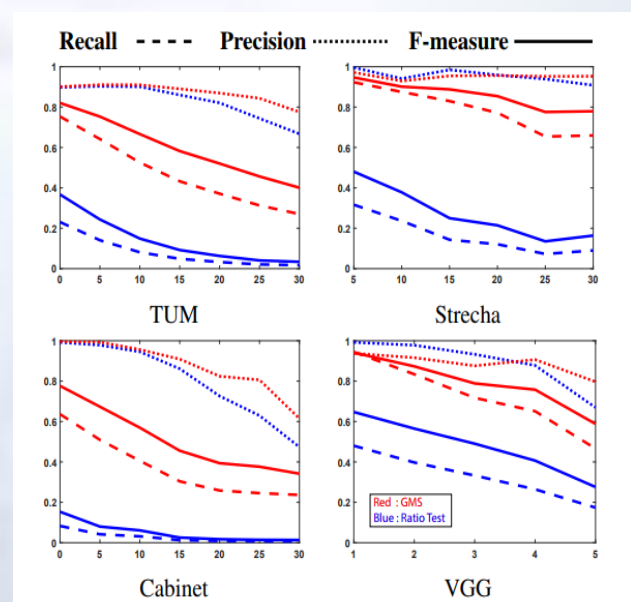 Recall Precision F-measure
1 1
0.8 0.8
0.6 0.6
0.4 0.4
0.2 0.2
0 0
0 5 10 15 20 25 30 5 10 15 20 25 30
TUM Strecha
1 1
0.8 0.8
0.6 0.6
0.4 0.4
0.2 0.2
0 0
Red : GMS
Blue : Ratio Test
0 5 10 15 20 25 30 1 2 3 4 5
Cabinet VGG